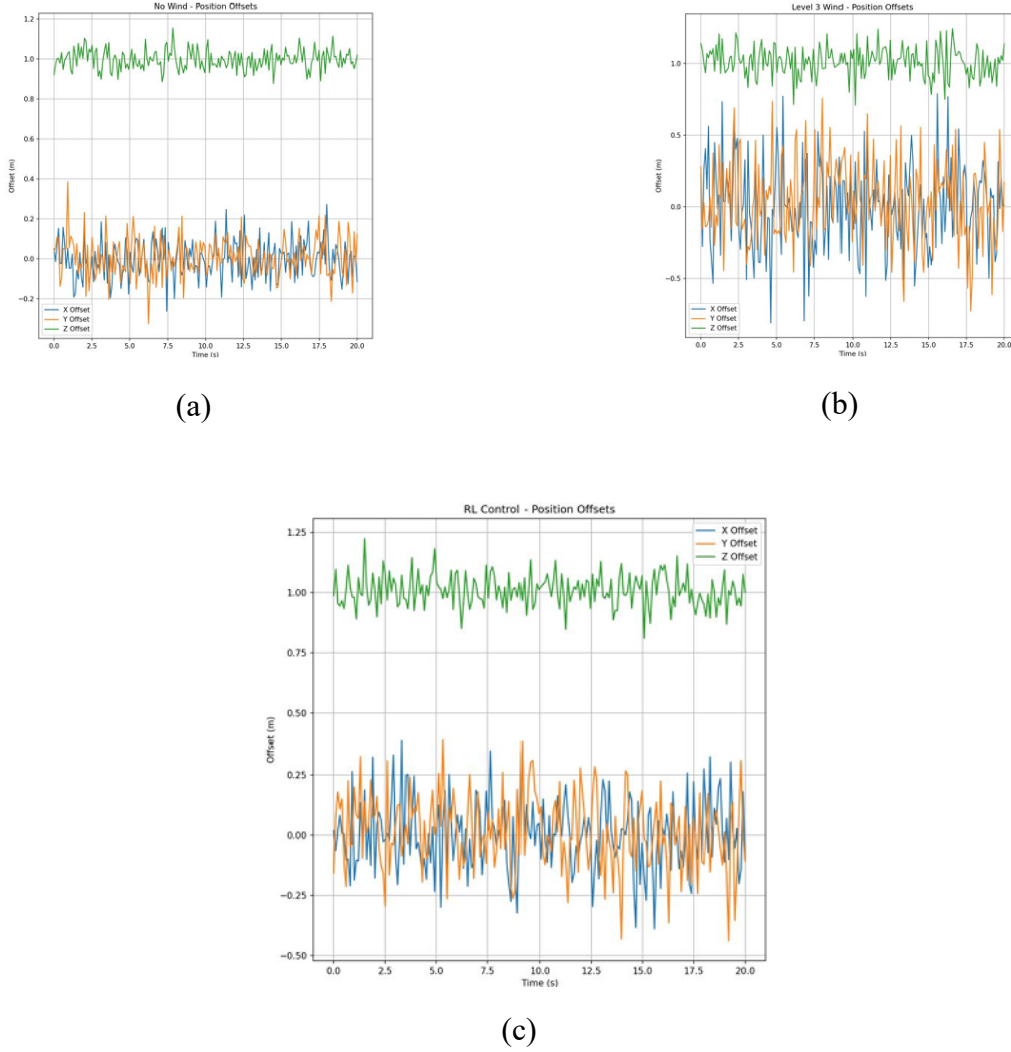 No Wind - Position Offsets
1.2
1.0
0.8
0.6
0.4
0.2
0.0
−0.2
Offset (m)
X Offset
Y Offset
Z Offset
0.0 2.5 5.0 7.5 10.0 12.5 15.0 17.5 20.0
Time (s)
(a)
Level 3 Wind - Position Offsets
1.0
0.5
0.0
−0.5
Offset (m)
X Offset
Y Offset
Z Offset
0.0 2.5 5.0 7.5 10.0 12.5 15.0 17.5 20.0
Time (s)
(b)
RL Control - Position Offsets
1.25
1.00
0.75
0.50
0.25
0.00
−0.25
−0.50
Offset (m)
X Offset
Y Offset
Z Offset
0.0 2.5 5.0 7.5 10.0 12.5 15.0 17.5 20.0
Time (s)
(c)